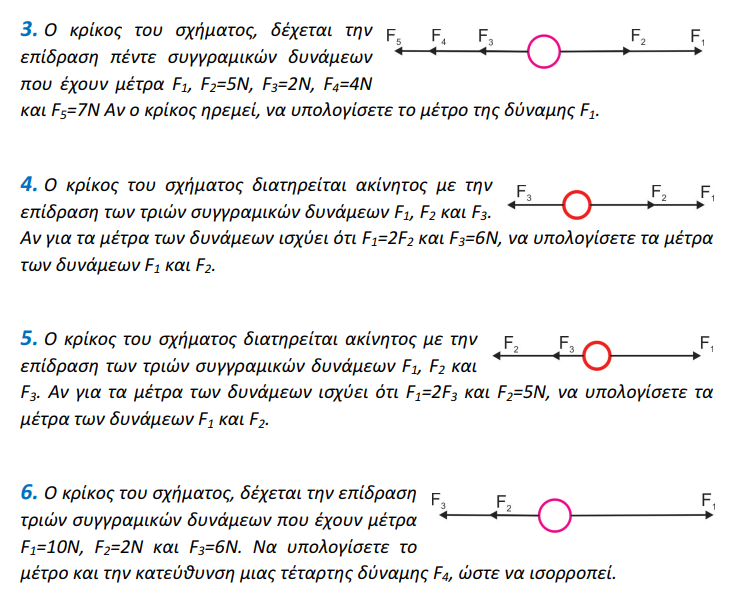 3. Ο κρίκος του σχήματος, δέχεται την
επίδραση πέντε συγγραμικών δυνάμεων
που έχουν μέτρα F₁, F₂=5N, F₃=2N, F₄=4N
και F₅=7N Αν ο κρίκος ηρεμεί, να υπολογίσετε το μέτρο της δύναμης F₁.
F₅ F₄ F₃ F₂ F₁
4. Ο κρίκος του σχήματος διατηρείται ακίνητος με την
επίδραση των τριών συγγραμικών δυνάμεων F₁, F₂ και F₃.
Αν για τα μέτρα των δυνάμεων ισχύει ότι F₁=2F₂ και F₃=6N, να υπολογίσετε τα μέτρα
των δυνάμεων F₁ και F₂.
F₃ F₂ F₁
5. Ο κρίκος του σχήματος διατηρείται ακίνητος με την
επίδραση των τριών συγγραμικών δυνάμεων F₁, F₂ και
F₃. Αν για τα μέτρα των δυνάμεων ισχύει ότι F₁=2F₃ και F₂=5N, να υπολογίσετε τα
μέτρα των δυνάμεων F₁ και F₂.
F₂ F₃ F₁
6. Ο κρίκος του σχήματος, δέχεται την επίδραση
τριών συγγραμικών δυνάμεων που έχουν μέτρα
F₁=10N, F₂=2N και F₃=6N. Να υπολογίσετε το
μέτρο και την κατεύθυνση μιας τέταρτης δύναμης F₄, ώστε να ισορροπεί.
F₃ F₂ F₁